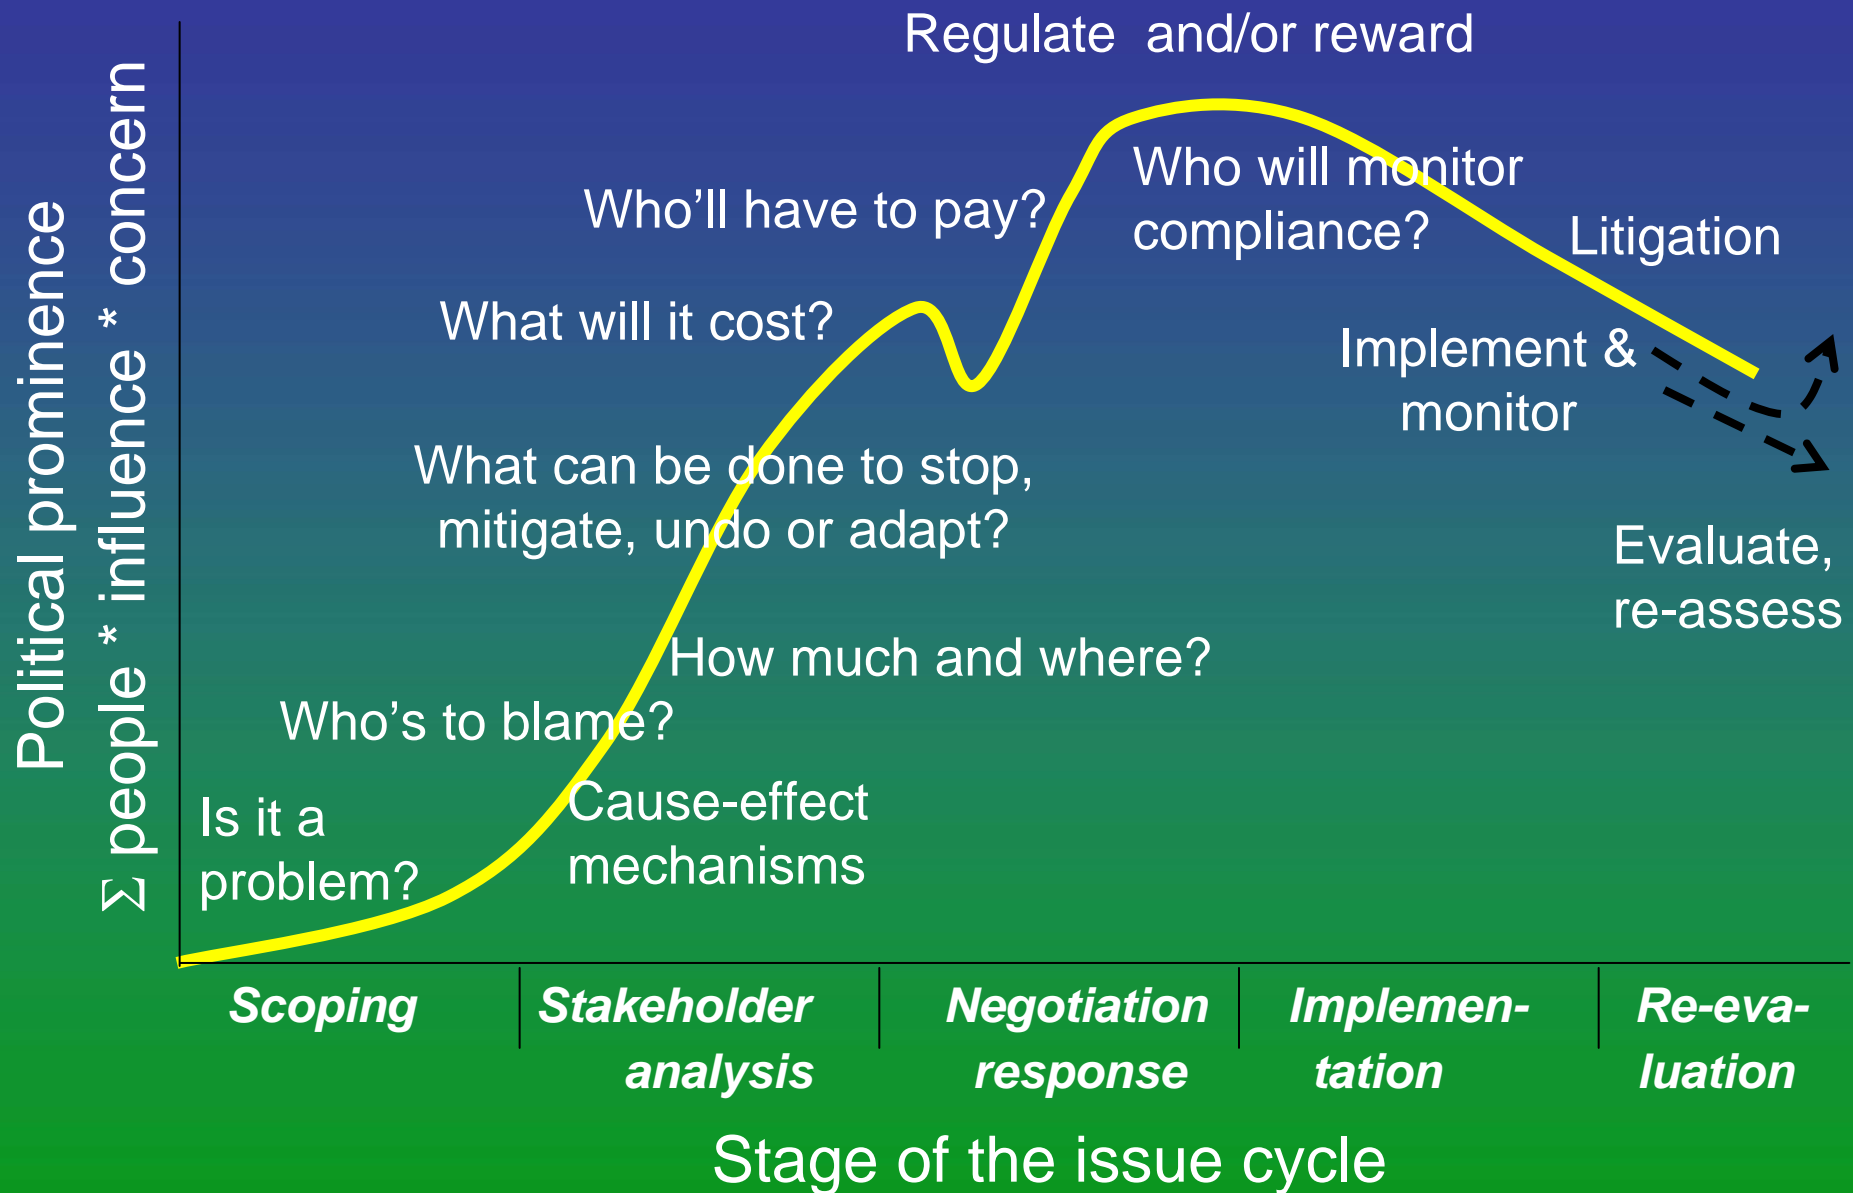 Regulate and/or reward
Political prominence
Σ people * influence * concern
Who'll have to pay?
Who will monitor
compliance?
Litigation
What will it cost?
Implement &
monitor
What can be done to stop,
mitigate, undo or adapt?
Evaluate,
re-assess
How much and where?
Who's to blame?
Is it a
problem?
Cause-effect
mechanisms
Scoping
Stakeholder
analysis
Negotiation
response
Implemen-
tation
Re-eva-
luation
Stage of the issue cycle